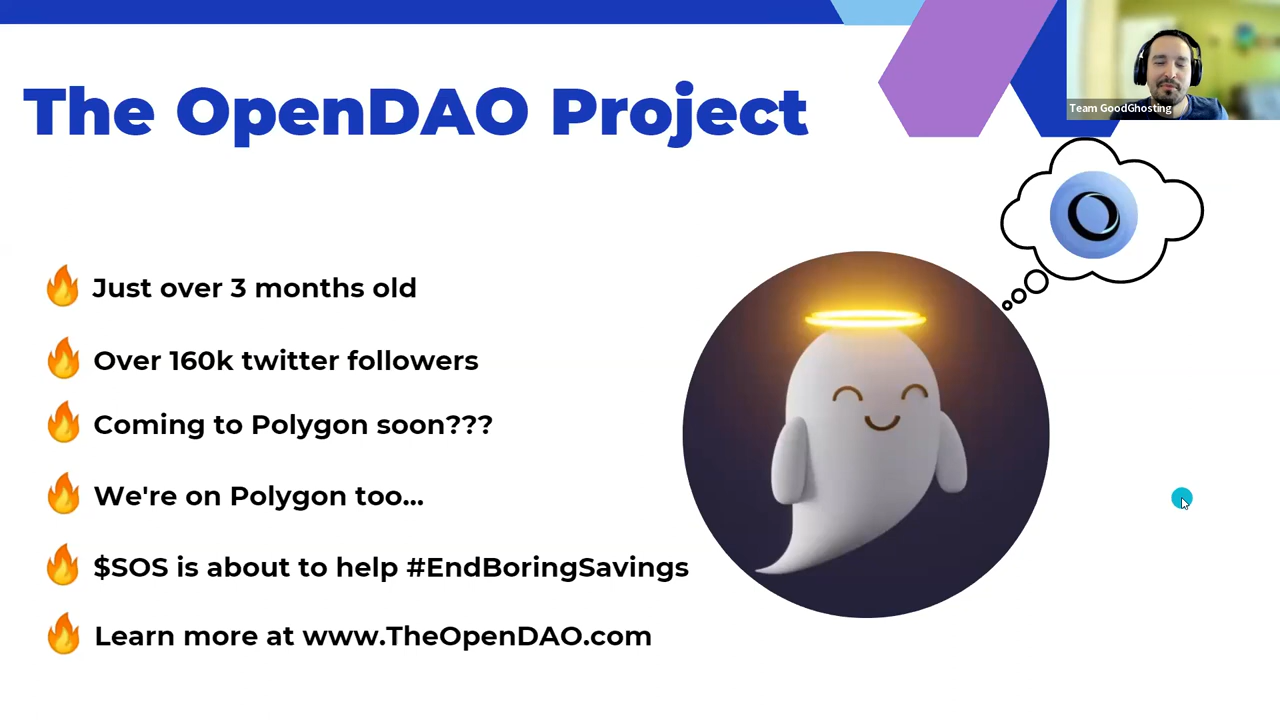 The OpenDAO Project
Team GoodGhosting
Just over 3 months old
Over 160k twitter followers
Coming to Polygon soon???
We're on Polygon too...
$SOS is about to help #EndBoringSavings
Learn more at www.TheOpenDAO.com